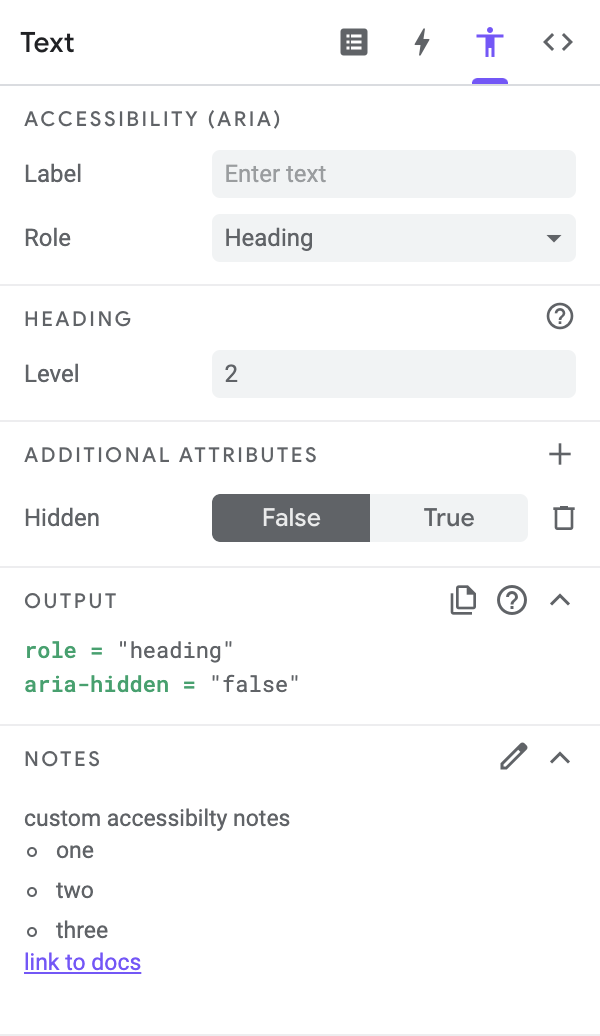 Text
ACCESSIBILITY (ARIA)
Label Enter text
Role Heading
HEADING
Level 2
ADDITIONAL ATTRIBUTES
Hidden False True
OUTPUT
role = "heading"
aria-hidden = "false"
NOTES
custom accessibilty notes
one
two
three
link to docs